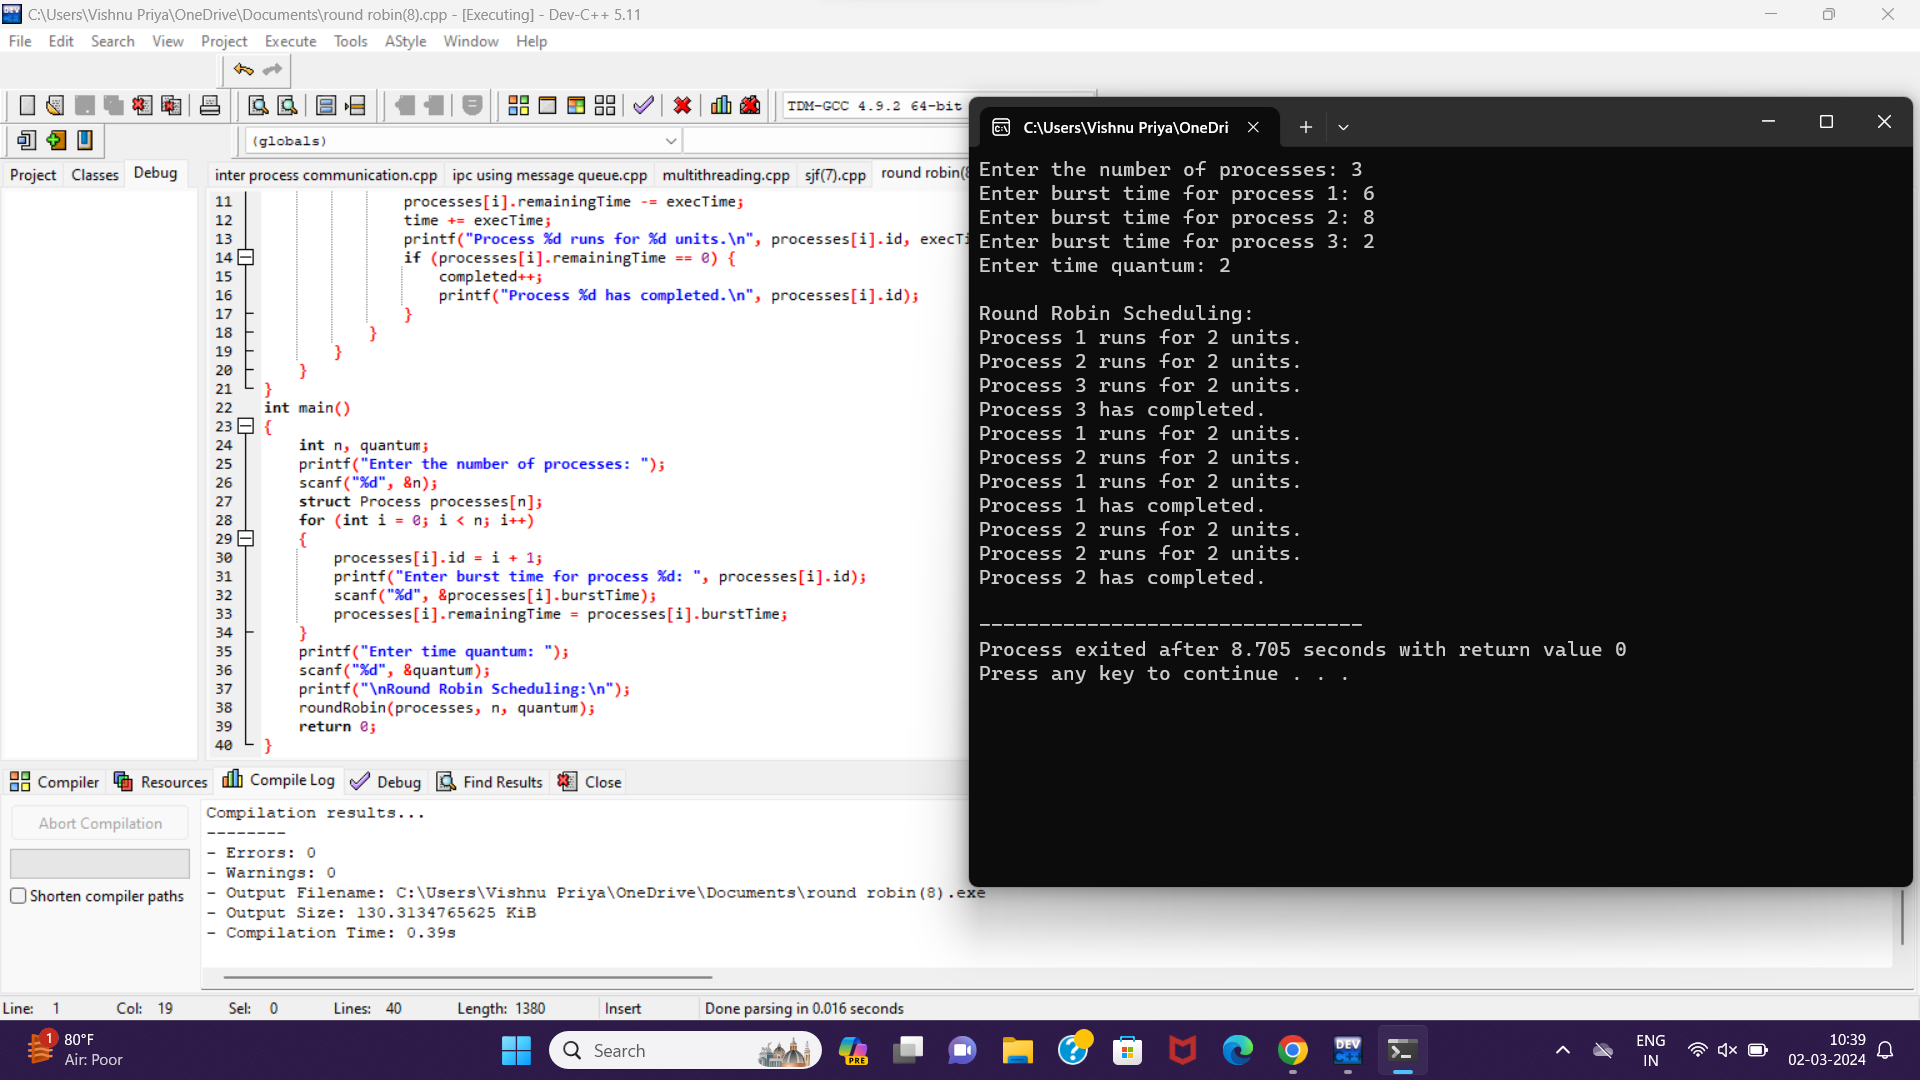 C:\Users\Vishnu Priya\OneDrive\Documents\round robin(8).cpp - [Executing] - Dev-C++ 5.11
File Edit Search View Project Execute Tools AStyle Window Help
TDM-GCC 4.9.2 64-bit
(globals)
Project Classes Debug
inter process communication.cpp ipc using message queue.cpp multithreading.cpp sjf(7).cpp round robin(8
11 processes[i].remainingTime -= execTime;
12 time += execTime;
13 printf("Process %d runs for %d units.\n", processes[i].id, execTi
14 if (processes[i].remainingTime == 0) {
15 completed++;
16 printf("Process %d has completed.\n", processes[i].id);
17 }
18 }
19 }
20 }
21 }
22 int main()
23 {
24 int n, quantum;
25 printf("Enter the number of processes: ");
26 scanf("%d", &n);
27 struct Process processes[n];
28 for (int i = 0; i < n; i++)
29 {
30 processes[i].id = i + 1;
31 printf("Enter burst time for process %d: ", processes[i].id);
32 scanf("%d", &processes[i].burstTime);
33 processes[i].remainingTime = processes[i].burstTime;
34 }
35 printf("Enter time quantum: ");
36 scanf("%d", &quantum);
37 printf("\nRound Robin Scheduling:\n");
38 roundRobin(processes, n, quantum);
39 return 0;
40 }
C:\Users\Vishnu Priya\OneDri
Enter the number of processes: 3
Enter burst time for process 1: 6
Enter burst time for process 2: 8
Enter burst time for process 3: 2
Enter time quantum: 2
Round Robin Scheduling:
Process 1 runs for 2 units.
Process 2 runs for 2 units.
Process 3 runs for 2 units.
Process 3 has completed.
Process 1 runs for 2 units.
Process 2 runs for 2 units.
Process 1 runs for 2 units.
Process 1 has completed.
Process 2 runs for 2 units.
Process 2 runs for 2 units.
Process 2 has completed.
--------------------------------
Process exited after 8.705 seconds with return value 0
Press any key to continue . . .
Compiler Resources Compile Log Debug Find Results Close
Abort Compilation
Shorten compiler paths
Compilation results...
--------
- Errors: 0
- Warnings: 0
- Output Filename: C:\Users\Vishnu Priya\OneDrive\Documents\round robin(8).exe
- Output Size: 130.3134765625 KiB
- Compilation Time: 0.39s
Line: 1 Col: 19 Sel: 0 Lines: 40 Length: 1380 Insert Done parsing in 0.016 seconds
1
80°F
Air: Poor
Search
PRE
DEV
C++
ENG
IN
10:39
02-03-2024